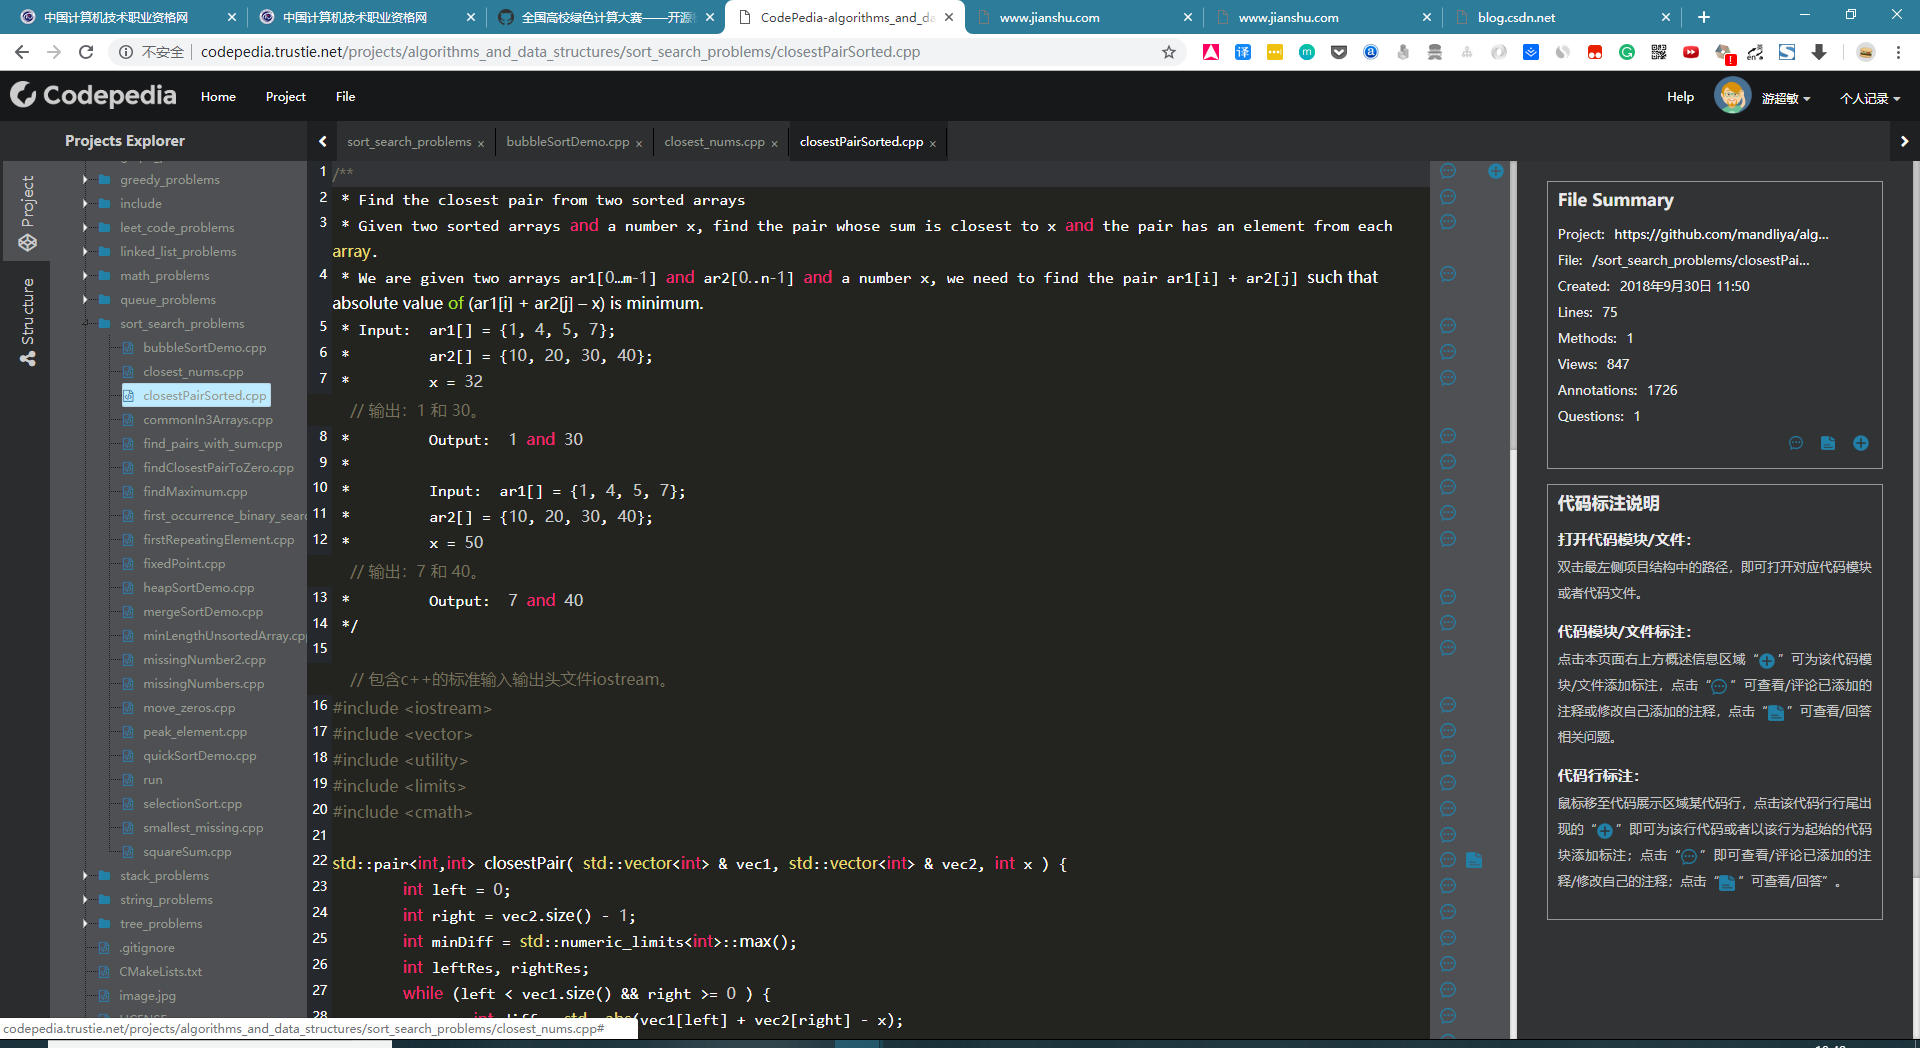 中国计算机技术职业资格网
中国计算机技术职业资格网
全国高校绿色计算大赛——开源
CodePedia-algorithms_and_da
www.jianshu.com
www.jianshu.com
blog.csdn.net
不安全 codepedia.trustie.net/projects/algorithms_and_data_structures/sort_search_problems/closestPairSorted.cpp
Codepedia
Home
Project
File
Help
游超敏
个人记录
Projects Explorer
sort_search_problems ×
bubbleSortDemo.cpp ×
closest_nums.cpp ×
closestPairSorted.cpp ×
Project
Structure
greedy_problems
include
leet_code_problems
linked_list_problems
math_problems
queue_problems
sort_search_problems
bubbleSortDemo.cpp
closest_nums.cpp
closestPairSorted.cpp
commonIn3Arrays.cpp
find_pairs_with_sum.cpp
findClosestPairToZero.cpp
findMaximum.cpp
first_occurrence_binary_searc
firstRepeatingElement.cpp
fixedPoint.cpp
heapSortDemo.cpp
mergeSortDemo.cpp
minLengthUnsortedArray.cpp
missingNumber2.cpp
missingNumbers.cpp
move_zeros.cpp
peak_element.cpp
quickSortDemo.cpp
run
selectionSort.cpp
smallest_missing.cpp
squareSum.cpp
stack_problems
string_problems
tree_problems
.gitignore
CMakeLists.txt
image.jpg
codepedia.trustie.net/projects/algorithms_and_data_structures/sort_search_problems/closest_nums.cpp#
1 /**
2 * Find the closest pair from two sorted arrays
3 * Given two sorted arrays and a number x, find the pair whose sum is closest to x and the pair has an element from each
array.
4 * We are given two arrays ar1[0…m-1] and ar2[0..n-1] and a number x, we need to find the pair ar1[i] + ar2[j] such that
absolute value of (ar1[i] + ar2[j] – x) is minimum.
5 * Input: ar1[] = {1, 4, 5, 7};
6 * ar2[] = {10, 20, 30, 40};
7 * x = 32
// 输出：1 和 30。
8 * Output: 1 and 30
9 *
10 * Input: ar1[] = {1, 4, 5, 7};
11 * ar2[] = {10, 20, 30, 40};
12 * x = 50
// 输出：7 和 40。
13 * Output: 7 and 40
14 */
15
// 包含c++的标准输入输出头文件iostream。
16 #include <iostream>
17 #include <vector>
18 #include <utility>
19 #include <limits>
20 #include <cmath>
21
22 std::pair<int,int> closestPair( std::vector<int> & vec1, std::vector<int> & vec2, int x ) {
23 int left = 0;
24 int right = vec2.size() - 1;
25 int minDiff = std::numeric_limits<int>::max();
26 int leftRes, rightRes;
27 while (left < vec1.size() && right >= 0 ) {
28 int diff = std::abs(vec1[left] + vec2[right] - x);
File Summary
Project: https://github.com/mandliya/alg...
File: /sort_search_problems/closestPai...
Created: 2018年9月30日 11:50
Lines: 75
Methods: 1
Views: 847
Annotations: 1726
Questions: 1
代码标注说明
打开代码模块/文件：
双击最左侧项目结构中的路径，即可打开对应代码模块
或者代码文件。
代码模块/文件标注：
点击本页面右上方概述信息区域“ ”可为该代码模
块/文件添加标注，点击“ ”可查看/评论已添加的
注释或修改自己添加的注释，点击“ ”可查看/回答
相关问题。
代码行标注：
鼠标移至代码展示区域某代码行，点击该代码行行尾出
现的“ ”即可为该行代码或者以该行为起始的代码
块添加标注；点击“ ”即可查看/评论已添加的注
释/修改自己的注释；点击“ ”可查看/回答”。